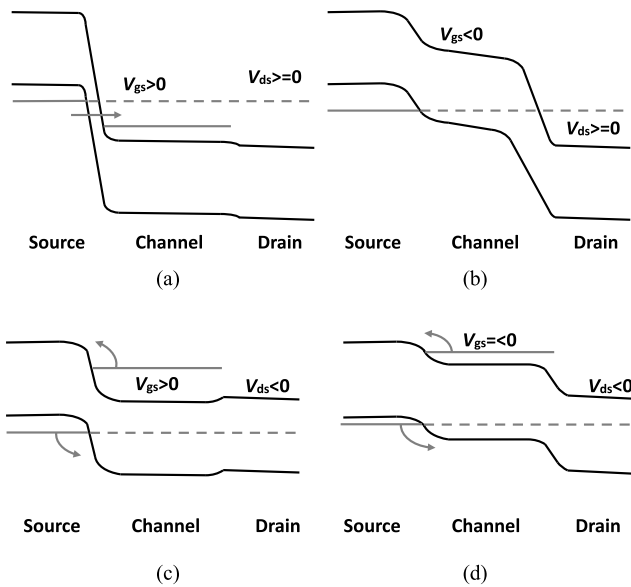 Vgs>0
Vds>=0
Source Channel Drain
(a)
Vgs<0
Vds>=0
Source Channel Drain
(b)
Vgs>0
Vds<0
Source Channel Drain
(c)
Vgs=<0
Vds<0
Source Channel Drain
(d)